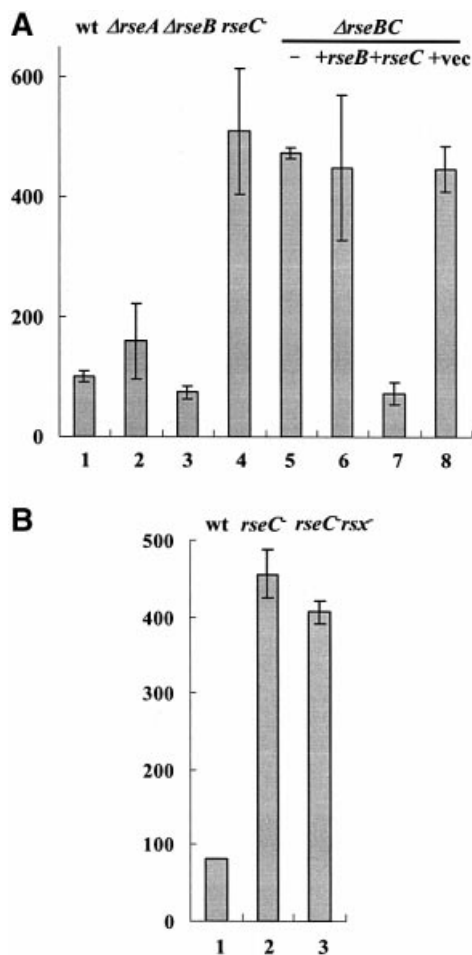 A
wt ΔrseA ΔrseB rseC-
ΔrseBC
– +rseB +rseC +vec
600
400
200
0
1 2 3 4 5 6 7 8
B
wt rseC- rseC-rsx-
500
400
300
200
100
0
1 2 3